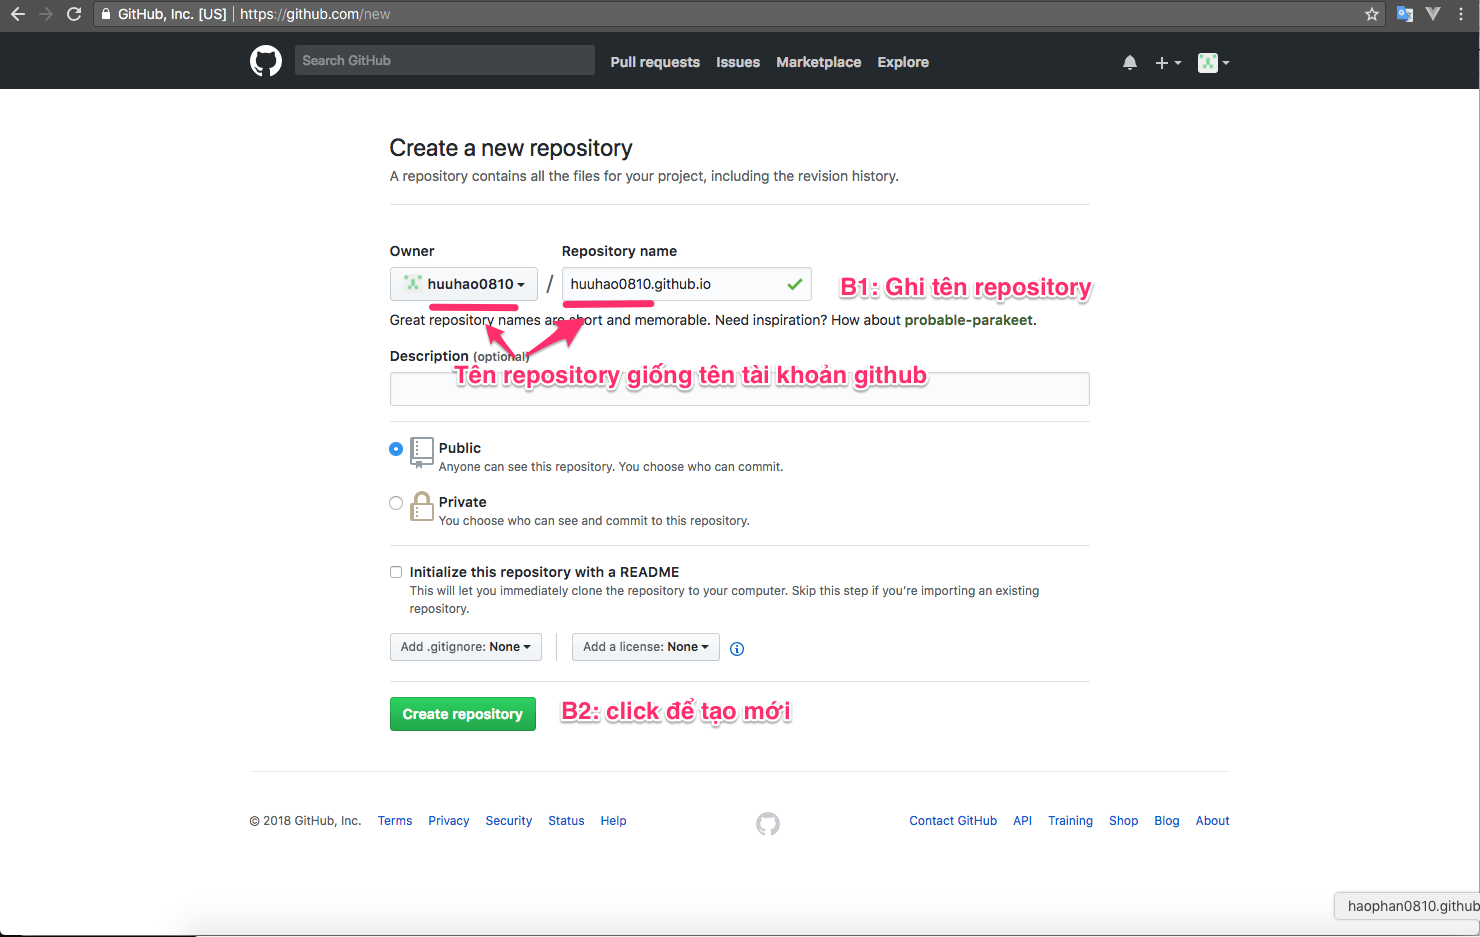 GitHub, Inc. [US] | https://github.com/new
Search GitHub
Pull requests Issues Marketplace Explore
Create a new repository
A repository contains all the files for your project, including the revision history.
Owner Repository name
huuhao0810 / huuhao0810.github.io B1: Ghi tên repository
Great repository names are short and memorable. Need inspiration? How about probable-parakeet.
Description (optional)
Tên repository giống tên tài khoản github
Public
Anyone can see this repository. You choose who can commit.
Private
You choose who can see and commit to this repository.
Initialize this repository with a README
This will let you immediately clone the repository to your computer. Skip this step if you’re importing an existing
repository.
Add .gitignore: None Add a license: None
Create repository B2: click để tạo mới
© 2018 GitHub, Inc. Terms Privacy Security Status Help Contact GitHub API Training Shop Blog About
haophan0810.github